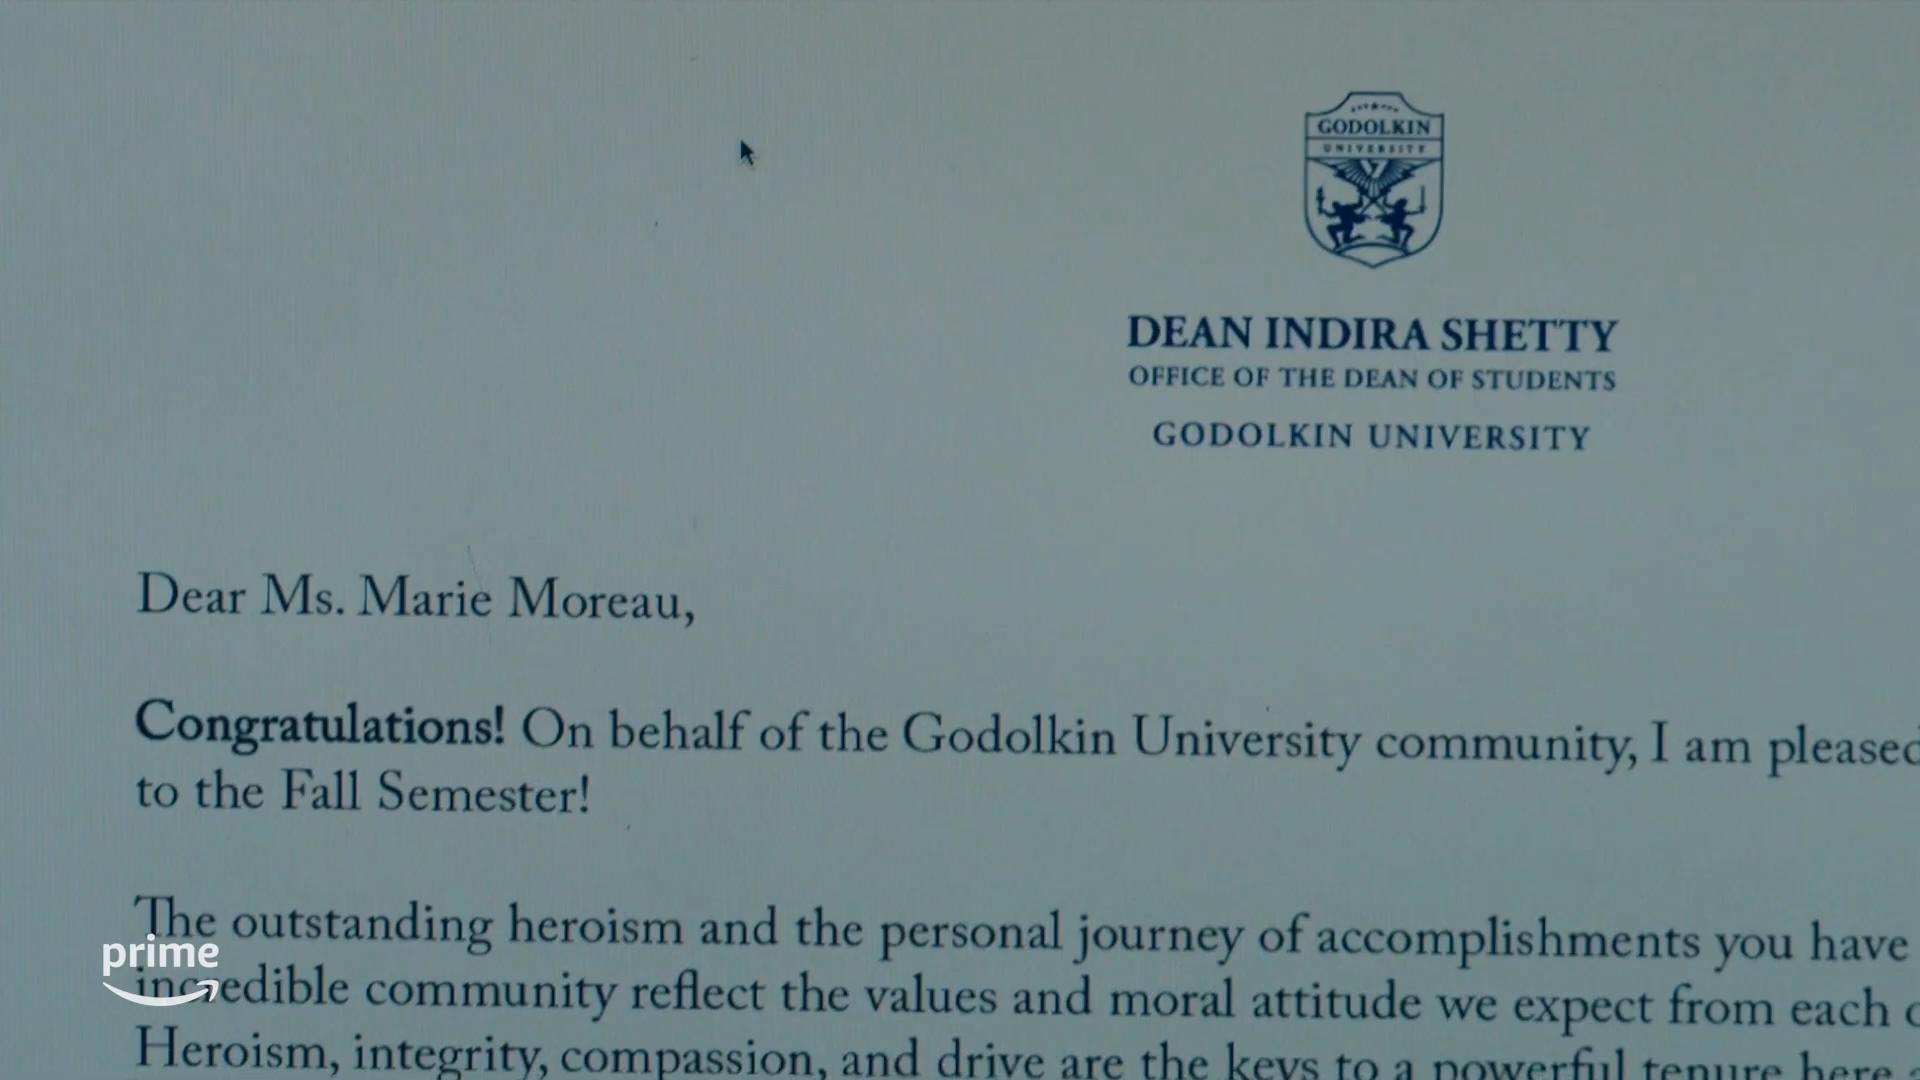 GODOLKIN
UNIVERSITY
DEAN INDIRA SHETTY
OFFICE OF THE DEAN OF STUDENTS
GODOLKIN UNIVERSITY
Dear Ms. Marie Moreau,
Congratulations! On behalf of the Godolkin University community, I am pleased
to the Fall Semester!
The outstanding heroism and the personal journey of accomplishments you have
prime
incredible community reflect the values and moral attitude we expect from each
Heroism, integrity, compassion, and drive are the keys to a powerful tenure here